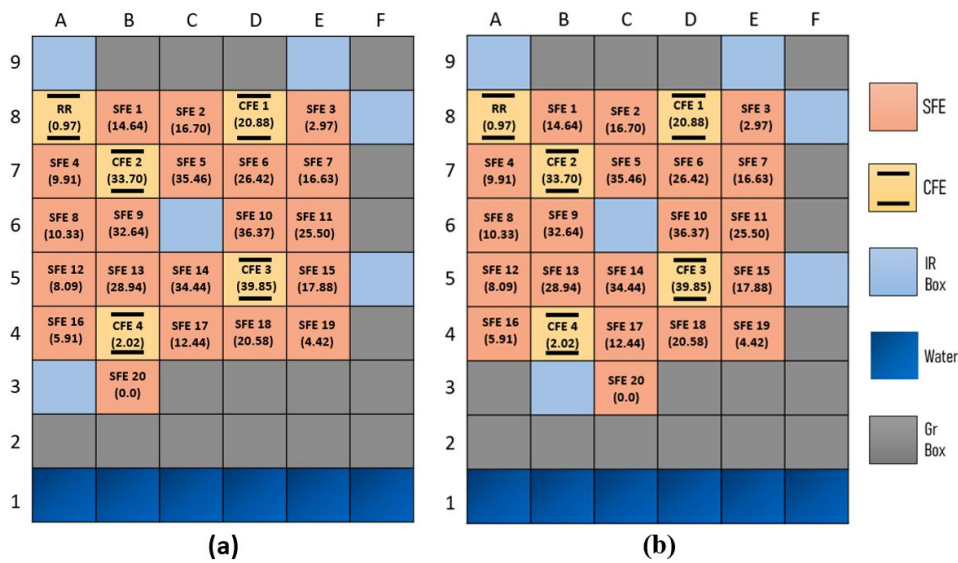 A B C D E F
9
8 RR SFE 1 SFE 2 CFE 1 SFE 3
(0.97) (14.64) (16.70) (20.88) (2.97)
7 SFE 4 CFE 2 SFE 5 SFE 6 SFE 7
(9.91) (33.70) (35.46) (26.42) (16.63)
6 SFE 8 SFE 9 SFE 10 SFE 11
(10.33) (32.64) (36.37) (25.50)
5 SFE 12 SFE 13 SFE 14 CFE 3 SFE 15
(8.09) (28.94) (34.44) (39.85) (17.88)
4 SFE 16 CFE 4 SFE 17 SFE 18 SFE 19
(5.91) (2.02) (12.44) (20.58) (4.42)
3 SFE 20
(0.0)
2
1
(a)
A B C D E F
9
8 RR SFE 1 SFE 2 CFE 1 SFE 3
(0.97) (14.64) (16.70) (20.88) (2.97)
7 SFE 4 CFE 2 SFE 5 SFE 6 SFE 7
(9.91) (33.70) (35.46) (26.42) (16.63)
6 SFE 8 SFE 9 SFE 10 SFE 11
(10.33) (32.64) (36.37) (25.50)
5 SFE 12 SFE 13 SFE 14 CFE 3 SFE 15
(8.09) (28.94) (34.44) (39.85) (17.88)
4 SFE 16 CFE 4 SFE 17 SFE 18 SFE 19
(5.91) (2.02) (12.44) (20.58) (4.42)
3 SFE 20
(0.0)
2
1
(b)
SFE
CFE
IR
Box
Water
Gr
Box